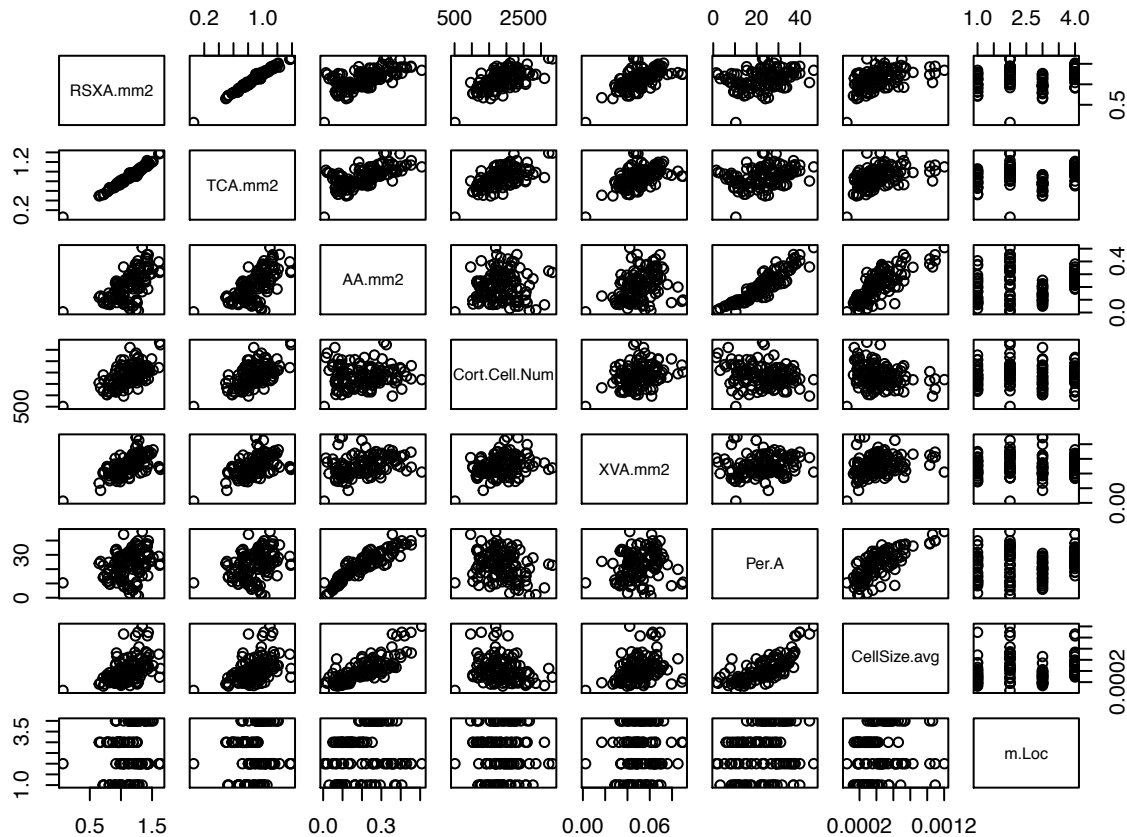 0.2 1.0 500 2500 0 10 20 30 40 1.0 2.5 4.0
RSXA.mm2 0.5
0.2 1.2 TCA.mm2
AA.mm2 0.0 0.4
500 Cort.Cell.Num
XVA.mm2 0.00
0 30 Per.A
CellSize.avg 0.0002
1.0 3.5 m.Loc
0.5 1.5 0.0 0.3 0.00 0.06 0.0002 0.0012